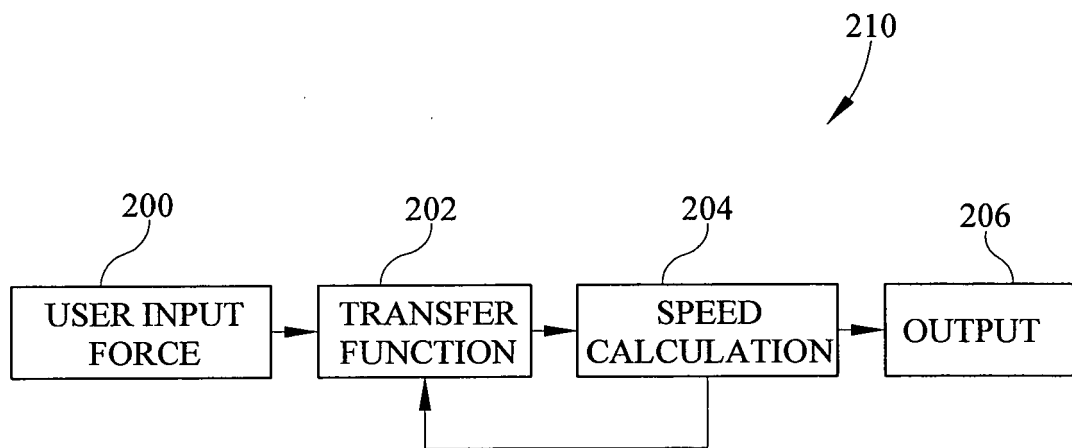 210
200
202
204
206
USER INPUT
FORCE
TRANSFER
FUNCTION
SPEED
CALCULATION
OUTPUT